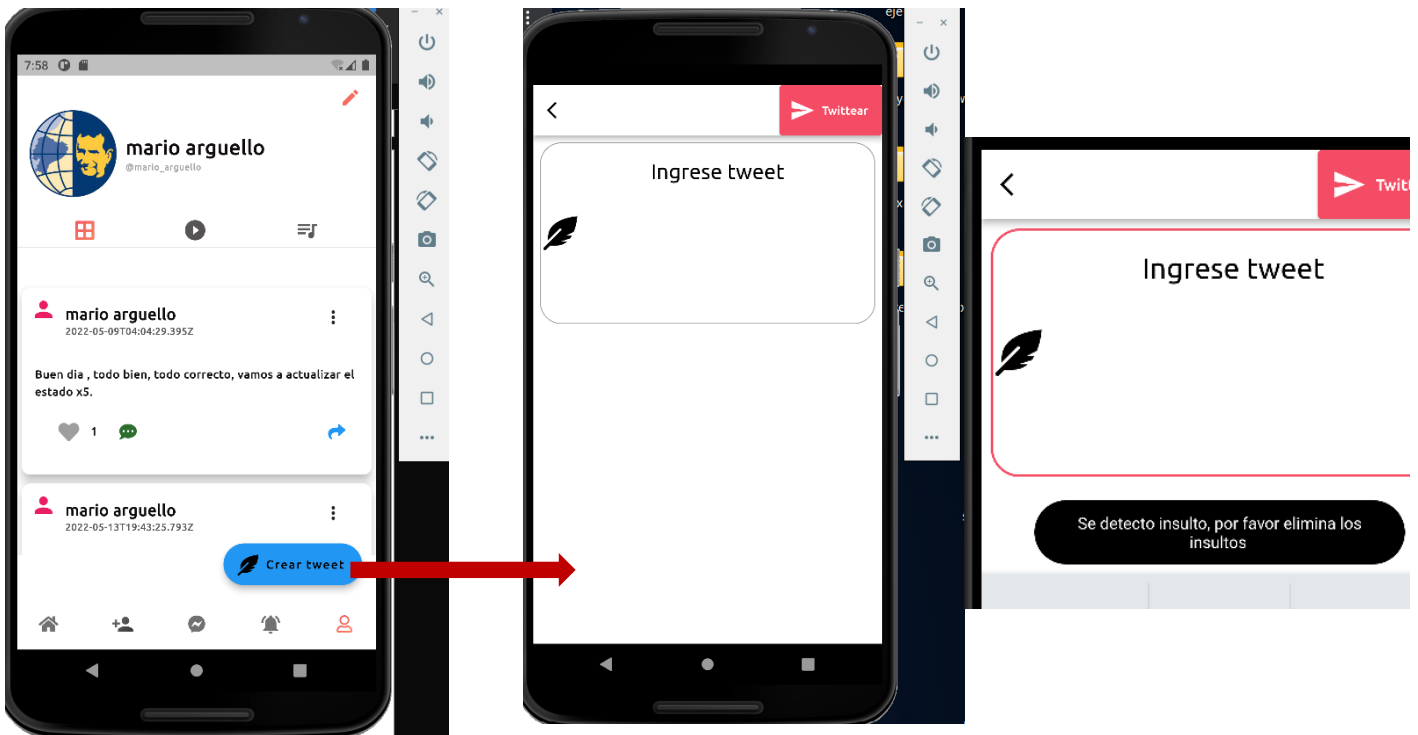 7:58
mario arguello
@mario_arguello
mario arguello
2022-05-09T04:04:29.395Z
Buen dia , todo bien, todo correcto, vamos a actualizar el
estado x5.
1
mario arguello
2022-05-13T19:43:25.793Z
Crear tweet
eje
Twittear
Ingrese tweet
Twitt
Ingrese tweet
Se detecto insulto, por favor elimina los
insultos